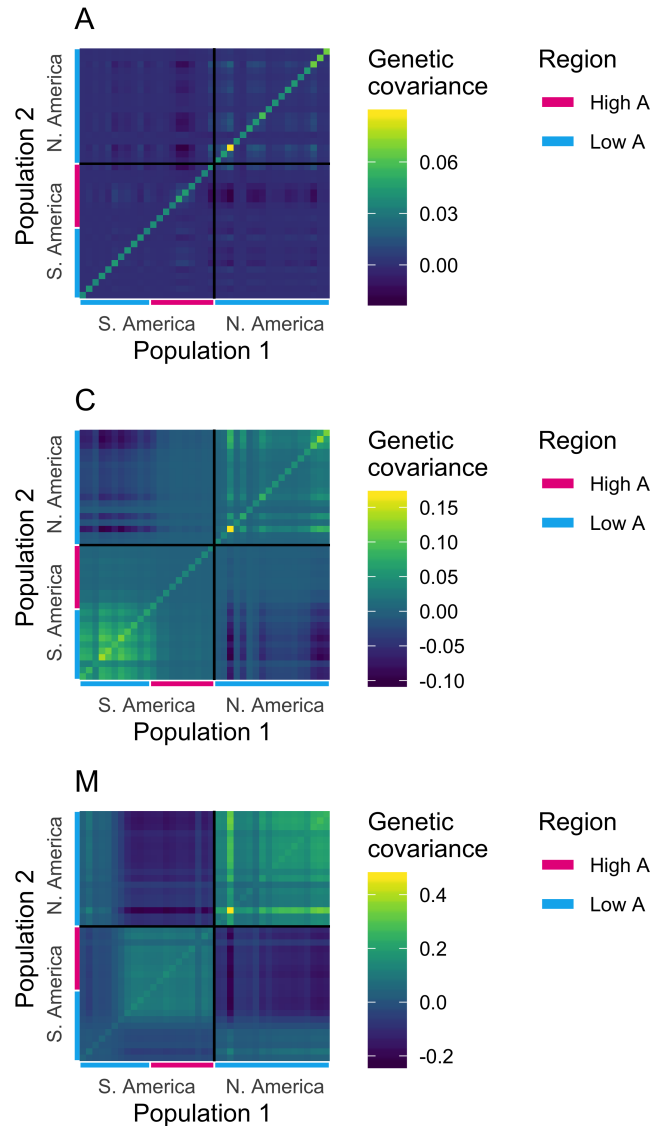 A
Population 2
N. America
S. America
S. America
N. America
Population 1
Genetic
covariance
0.06
0.03
0.00
Region
High A
Low A
C
Population 2
N. America
S. America
S. America
N. America
Population 1
Genetic
covariance
0.15
0.10
0.05
0.00
-0.05
-0.10
Region
High A
Low A
M
Population 2
N. America
S. America
S. America
N. America
Population 1
Genetic
covariance
0.4
0.2
0.0
-0.2
Region
High A
Low A